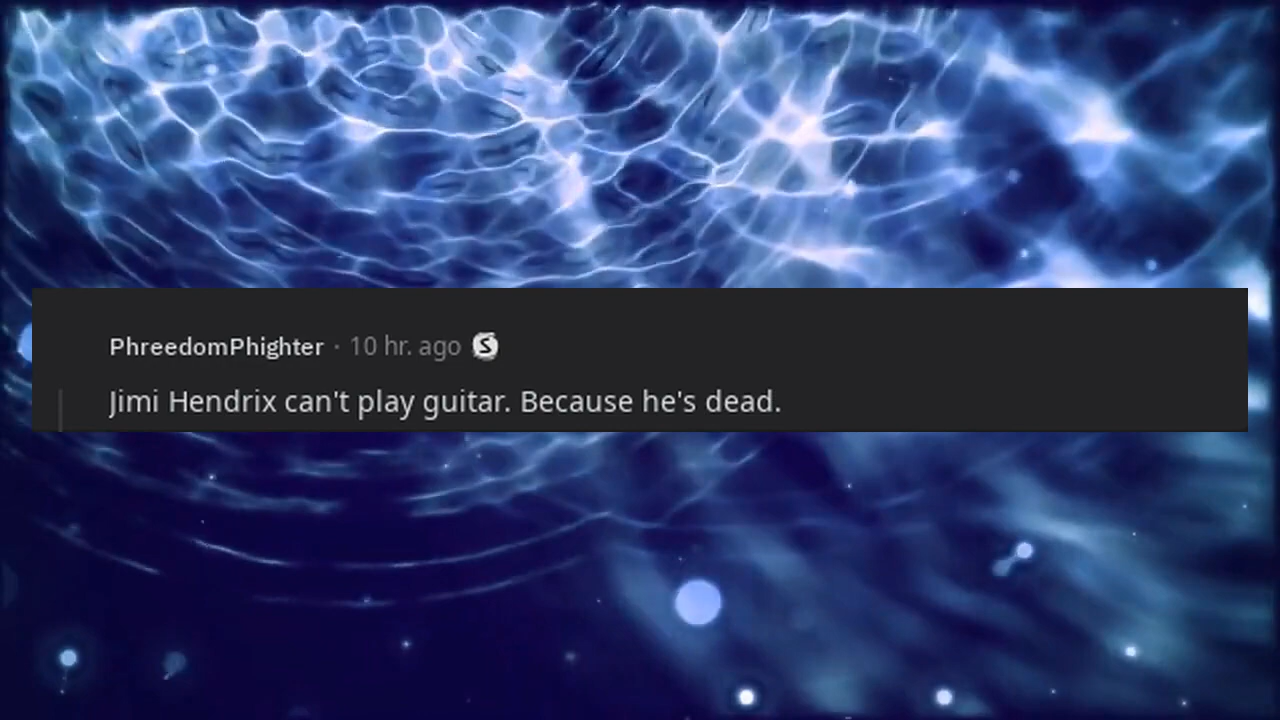 PhreedomPhighter · 10 hr. ago
Jimi Hendrix can't play guitar. Because he's dead.